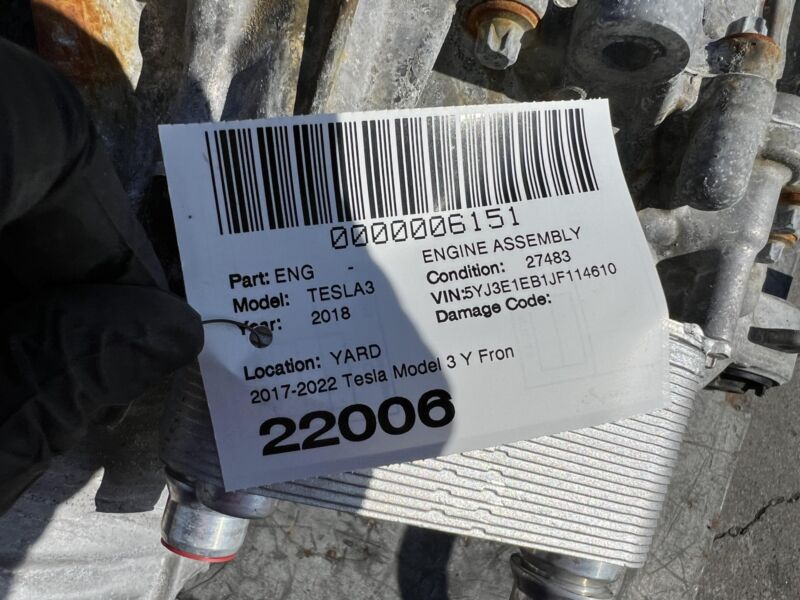 0000006151
Part: ENG - ENGINE ASSEMBLY
Model: TESLA3 Condition: 27483
ar: 2018 VIN:5YJ3E1EB1JF114610
Damage Code:
Location: YARD
2017-2022 Tesla Model 3 Y Fron
22006